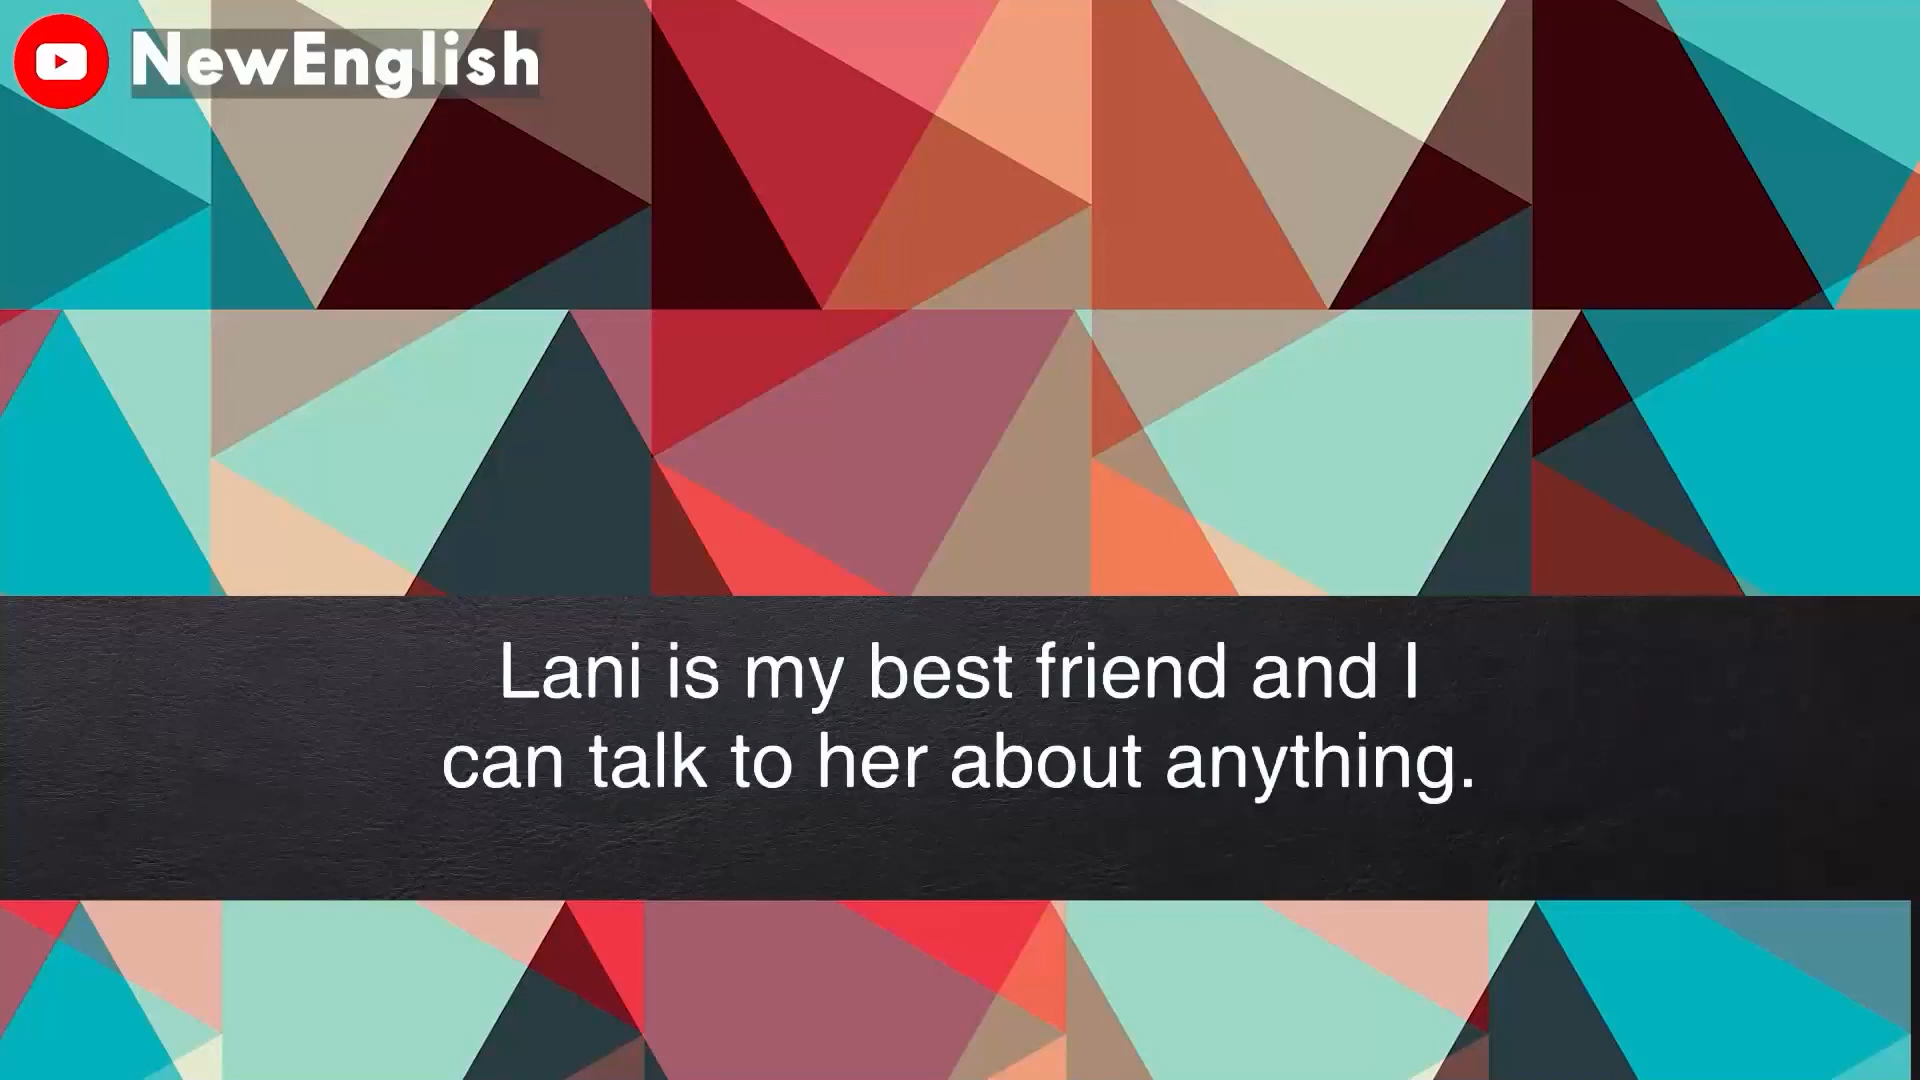 NewEnglish
Lani is my best friend and I
can talk to her about anything.